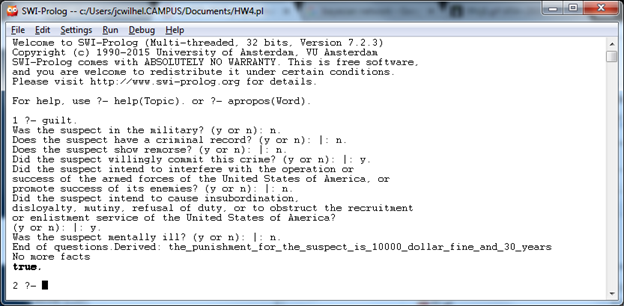 SWI-Prolog -- c:/Users/jcwilhel.CAMPUS/Documents/HW4.pl
File Edit Settings Run Debug Help
Welcome to SWI-Prolog (Multi-threaded, 32 bits, Version 7.2.3)
Copyright (c) 1990-2015 University of Amsterdam, VU Amsterdam
SWI-Prolog comes with ABSOLUTELY NO WARRANTY. This is free software,
and you are welcome to redistribute it under certain conditions.
Please visit http://www.swi-prolog.org for details.
For help, use ?- help(Topic). or ?- apropos(Word).
1 ?- guilt.
Was the suspect in the military? (y or n): n.
Does the suspect have a criminal record? (y or n): |: n.
Does the suspect show remorse? (y or n): |: n.
Did the suspect willingly commit this crime? (y or n): |: y.
Did the suspect intend to interfere with the operation or
success of the armed forces of the United States of America, or
promote success of its enemies? (y or n): |: n.
Did the suspect intend to cause insubordination,
disloyalty, mutiny, refusal of duty, or to obstruct the recruitment
or enlistment service of the United States of America?
(y or n): |: y.
Was the suspect mentally ill? (y or n): |: n.
End of questions.Derived: the_punishment_for_the_suspect_is_10000_dollar_fine_and_30_years
No more facts
true.
2 ?-